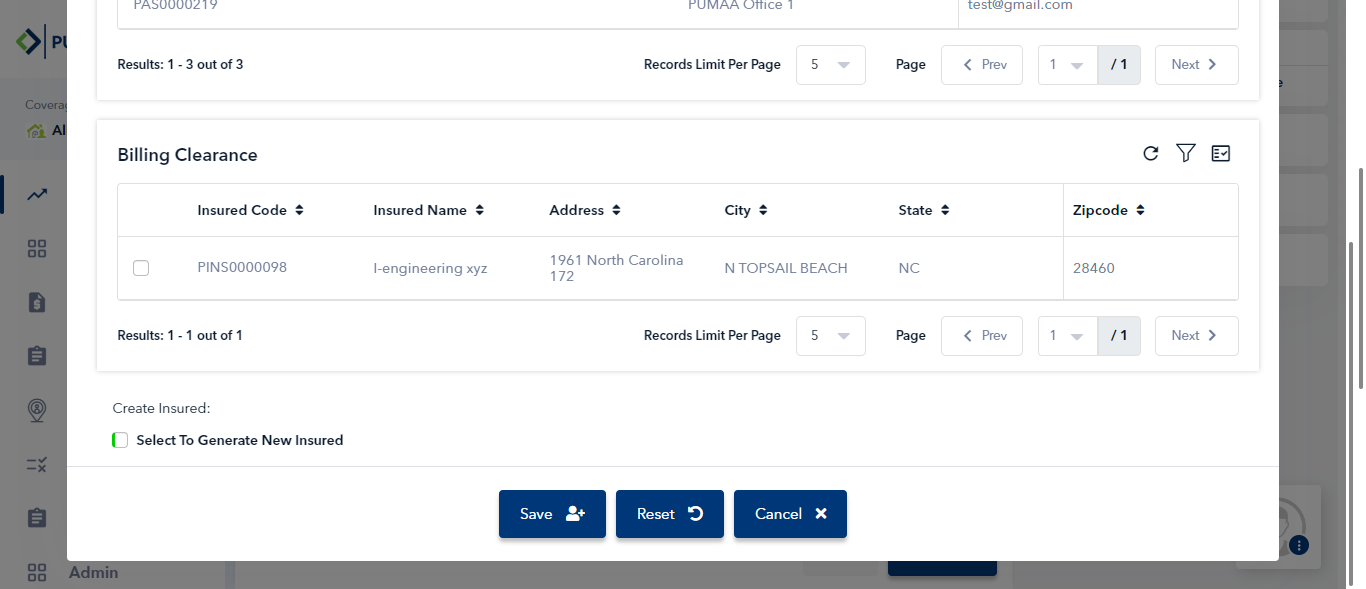 PAS0000219 PUMAA Office 1 test@gmail.com
PU
Results: 1 - 3 out of 3 Records Limit Per Page 5 Page Prev 1 / 1 Next
Billing Clearance
Insured Code Insured Name Address City State Zipcode
PINS0000098 I-engineering xyz 1961 North Carolina 172 N TOPSAIL BEACH NC 28460
Results: 1 - 1 out of 1 Records Limit Per Page 5 Page Prev 1 / 1 Next
Create Insured:
Select To Generate New Insured
Save Reset Cancel
Admin